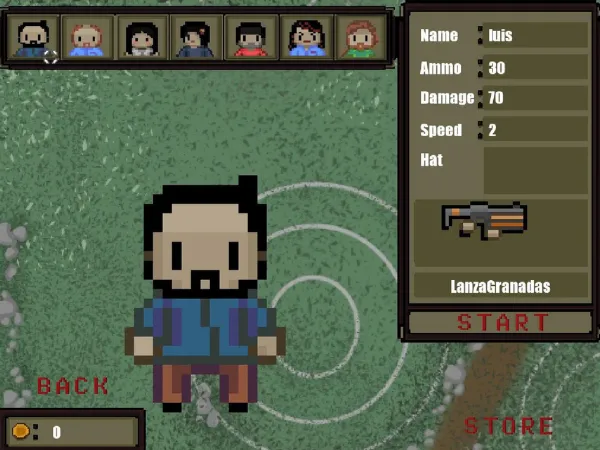 Name : luis
Ammo : 30
Damage : 70
Speed : 2
Hat
LanzaGranadas
START
BACK
STORE
: 0